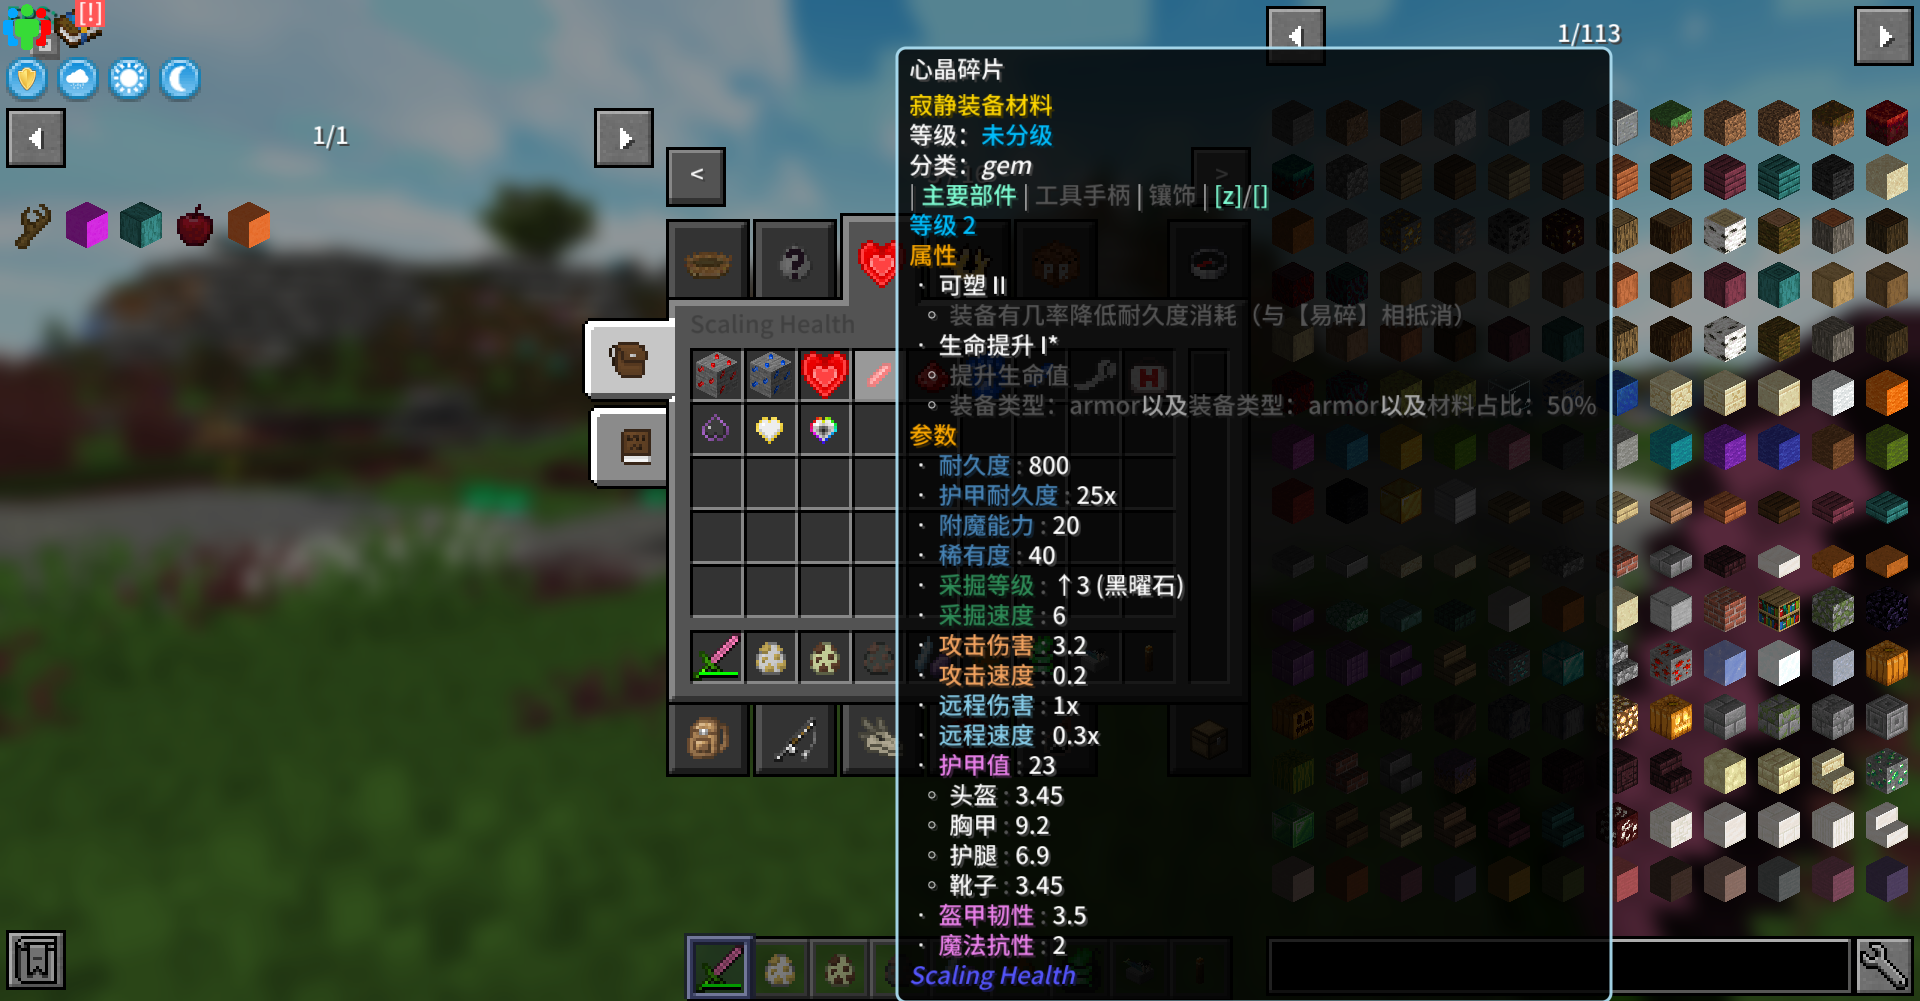 [!]
1/113
1/1
<
>
Scaling Health
心晶碎片
寂静装备材料
等级：未分级
分类：gem
| 主要部件 | 工具手柄 | 镶饰 | [z]/[]
等级 2
属性
· 可塑 II
◦ 装备有几率降低耐久度消耗（与【易碎】相抵消）
· 生命提升 I*
◦ 提升生命值
◦ 装备类型：armor以及装备类型：armor以及材料占比：50%
参数
· 耐久度 : 800
· 护甲耐久度 : 25x
· 附魔能力 : 20
· 稀有度 : 40
· 采掘等级 : ↑3 (黑曜石)
· 采掘速度 : 6
· 攻击伤害 : 3.2
· 攻击速度 : 0.2
· 远程伤害 : 1x
· 远程速度 : 0.3x
· 护甲值 : 23
◦ 头盔 : 3.45
◦ 胸甲 : 9.2
◦ 护腿 : 6.9
◦ 靴子 : 3.45
· 盔甲韧性 : 3.5
· 魔法抗性 : 2
Scaling Health